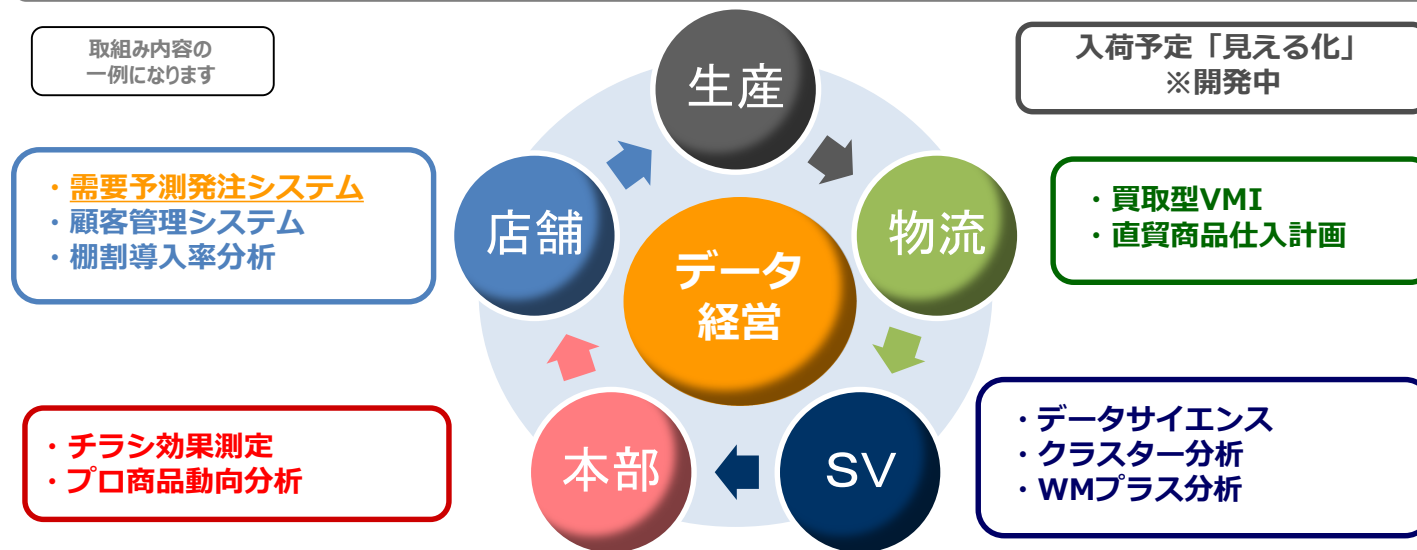 取組み内容の
一例になります
生産
入荷予定「見える化」
※開発中
・需要予測発注システム
・顧客管理システム
・棚割導入率分析
店舗
データ
経営
物流
・買取型VMI
・直貿商品仕入計画
・チラシ効果測定
・プロ商品動向分析
本部
SV
・データサイエンス
・クラスター分析
・WMプラス分析